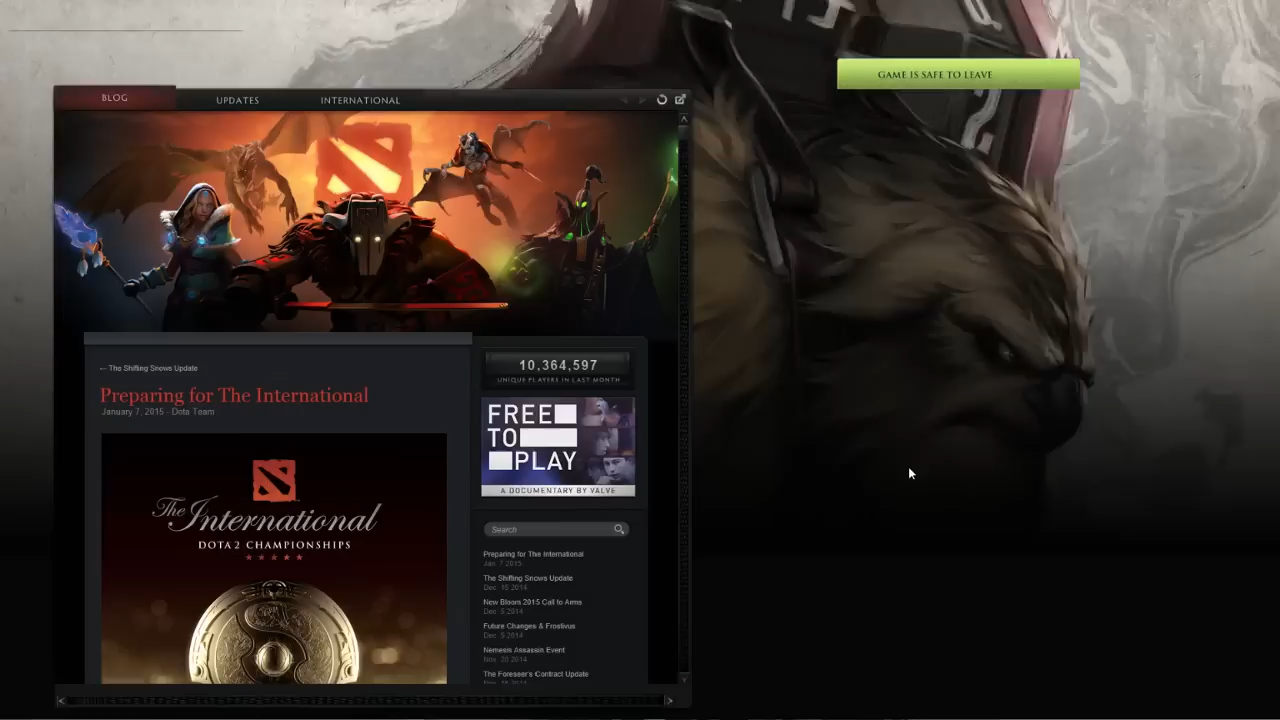 GAME IS SAFE TO LEAVE
BLOG
UPDATES
INTERNATIONAL
← The Shifting Snows Update
Preparing for The International
January 7, 2015 - Dota Team
The
International
DOTA 2 CHAMPIONSHIPS
10,364,597
UNIQUE PLAYERS IN LAST MONTH
FREE
TO
PLAY
A DOCUMENTARY BY VALVE
Search
Preparing for The International
Jan 7 2015
The Shifting Snows Update
Dec 15 2014
New Bloom 2015 Call to Arms
Dec 5 2014
Future Changes & Frostivus
Dec 5 2014
Nemesis Assassin Event
Nov 20 2014
The Foreseer's Contract Update